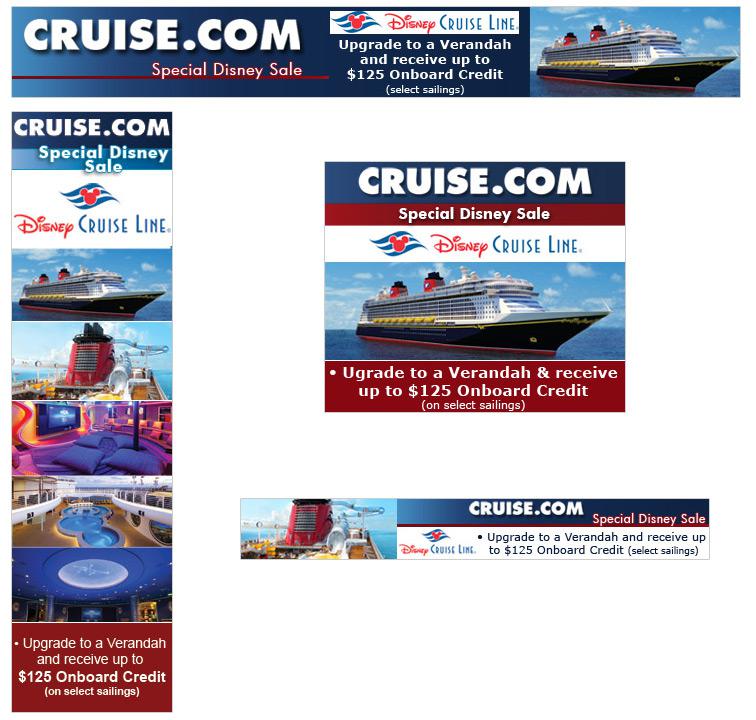 CRUISE.COM
Special Disney Sale
Disney CRUISE LINE.
Upgrade to a Verandah
and receive up to
$125 Onboard Credit
(select sailings)
CRUISE.COM
Special Disney
Sale
Disney CRUISE LINE®
• Upgrade to a Verandah
and receive up to
$125 Onboard Credit
(on select sailings)
CRUISE.COM
Special Disney Sale
Disney CRUISE LINE®
• Ugrade to a Verandah & receive
up to $125 Onboard Credit
(on select sailings)
CRUISE.COM
Special Disney Sale
Disney CRUISE LINE.
• Upgrade to a Verandah and receive up
to $125 Onboard Credit (select sailings)